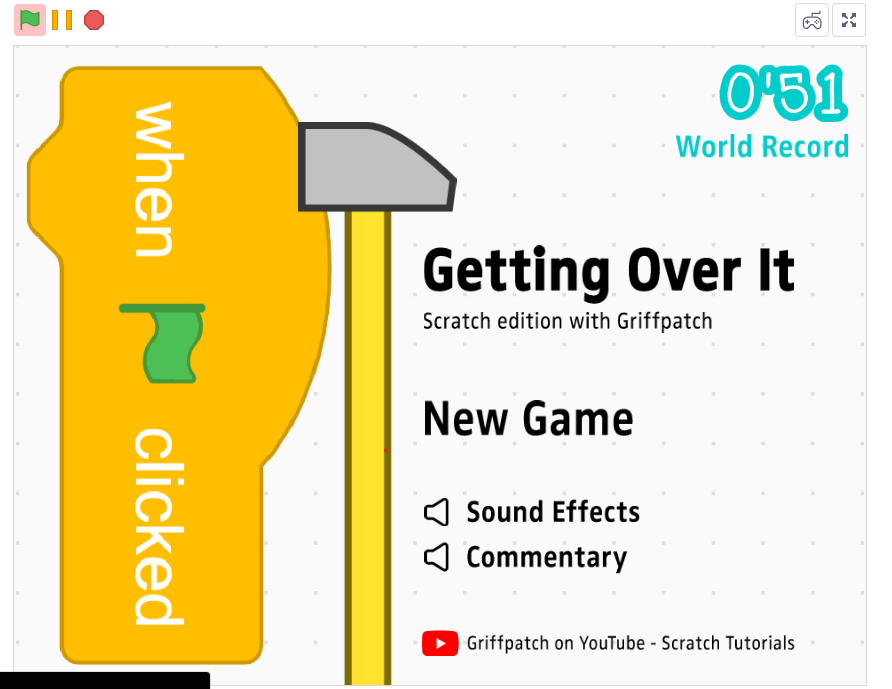 when
clicked
0'51
World Record
Getting Over It
Scratch edition with Griffpatch
New Game
Sound Effects
Commentary
Griffpatch on YouTube - Scratch Tutorials